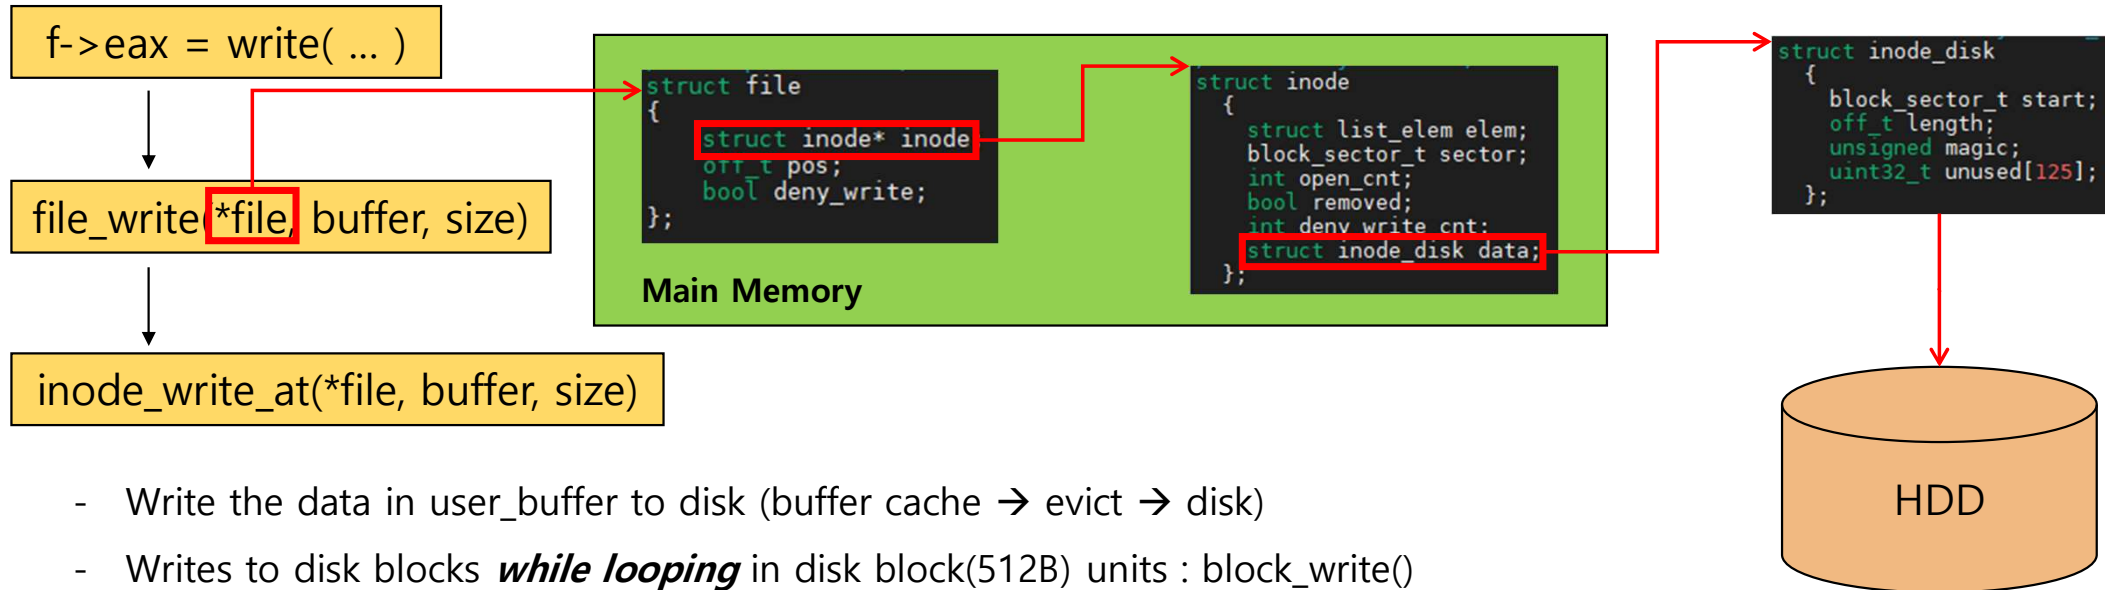 f->eax = write( ... )
file_write(*file, buffer, size)
inode_write_at(*file, buffer, size)
struct file
{
struct inode* inode
off_t pos;
bool deny_write;
};
Main Memory
struct inode
{
struct list_elem elem;
block_sector_t sector;
int open_cnt;
bool removed;
int deny_write_cnt;
struct inode_disk data;
};
struct inode_disk
{
block_sector_t start;
off_t length;
unsigned magic;
uint32_t unused[125];
};
HDD
- Write the data in user_buffer to disk (buffer cache → evict → disk)
- Writes to disk blocks while looping in disk block(512B) units : block_write()